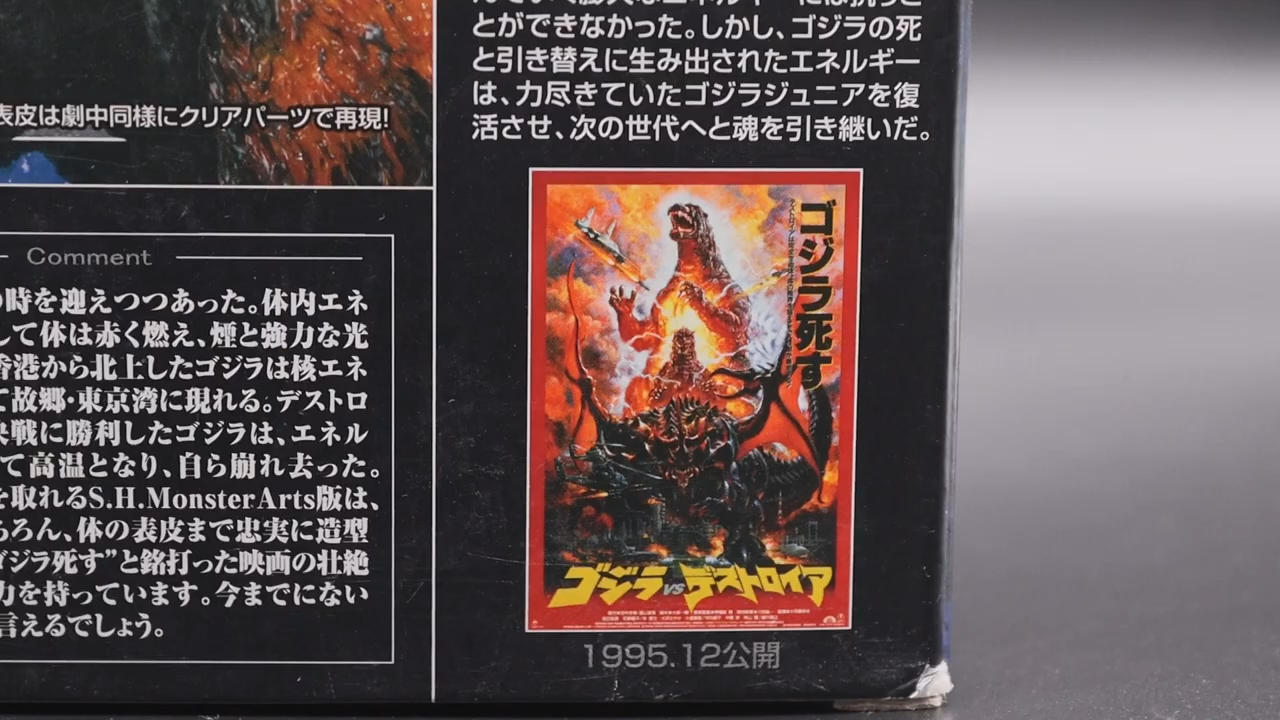 とができなかった。しかし、ゴジラの死
と引き替えに生み出されたエネルギー
は、力尽きていたゴジラジュニアを復
活させ、次の世代へと魂を引き継いだ。
表皮は劇中同様にクリアパーツで再現!
Comment
の時を迎えつつあった。体内エネ
して体は赤く燃え、煙と強力な光
香港から北上したゴジラは核エネ
て故郷・東京湾に現れる。デストロ
決戦に勝利したゴジラは、エネル
て高温となり、自ら崩れ去った。
を取れるS.H.MonsterArts版は、
ちろん、体の表皮まで忠実に造型
ゴジラ死す”と銘打った映画の壮絶
力を持っています。今までにない
言えるでしょう。
ゴジラ死す
ゴジラVSデストロイア
1995.12公開